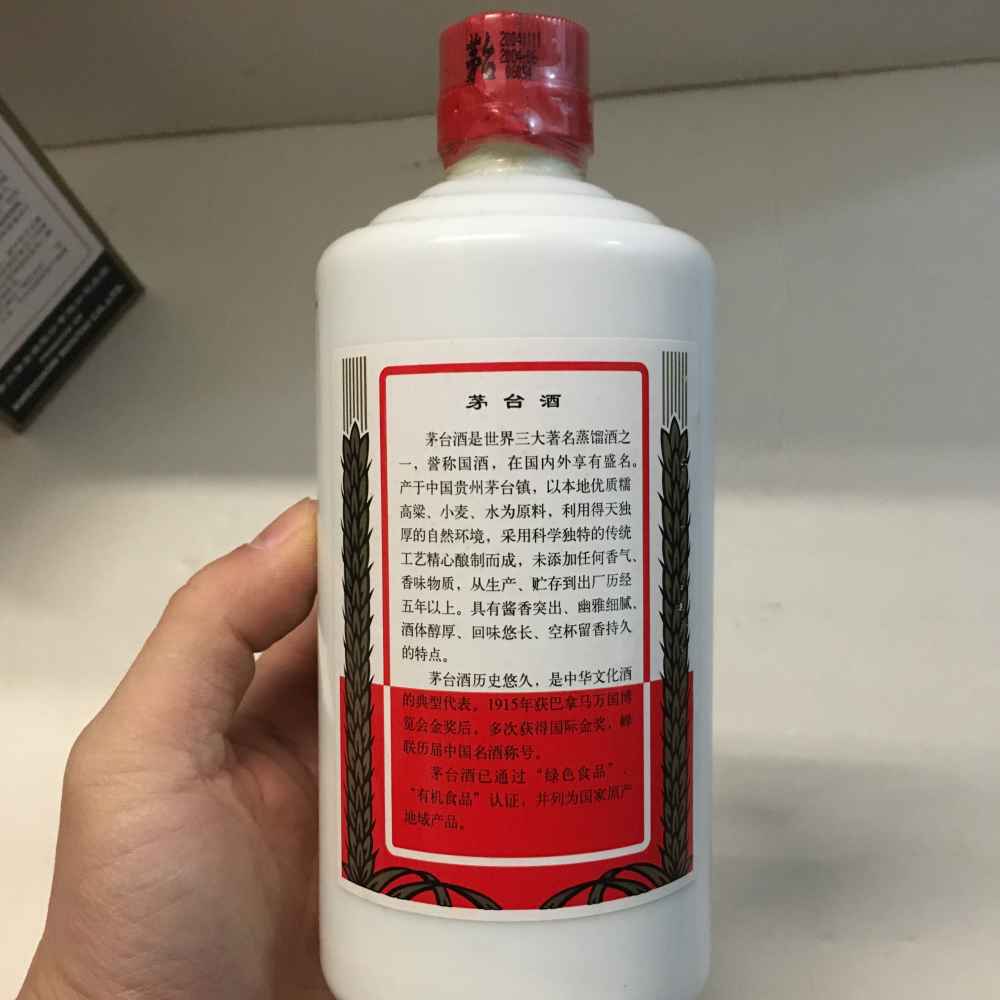 茅台
20041111
茅台酒
茅台酒是世界三大著名蒸馏酒之
一，誉称国酒，在国内外享有盛名。
产于中国贵州茅台镇，以本地优质糯
高粱、小麦、水为原料，利用得天独
厚的自然环境，采用科学独特的传统
工艺精心酿制而成，未添加任何香气、
香味物质，从生产、贮存到出厂历经
五年以上。具有酱香突出、幽雅细腻、
酒体醇厚、回味悠长、空杯留香持久
的特点。
茅台酒历史悠久，是中华文化酒
的典型代表。1915年获巴拿马万国博
览会金奖后，多次获得国际金奖，蝉
联历届中国名酒称号。
茅台酒已通过“绿色食品”、
“有机食品”认证，并列为国家原产
地域产品。